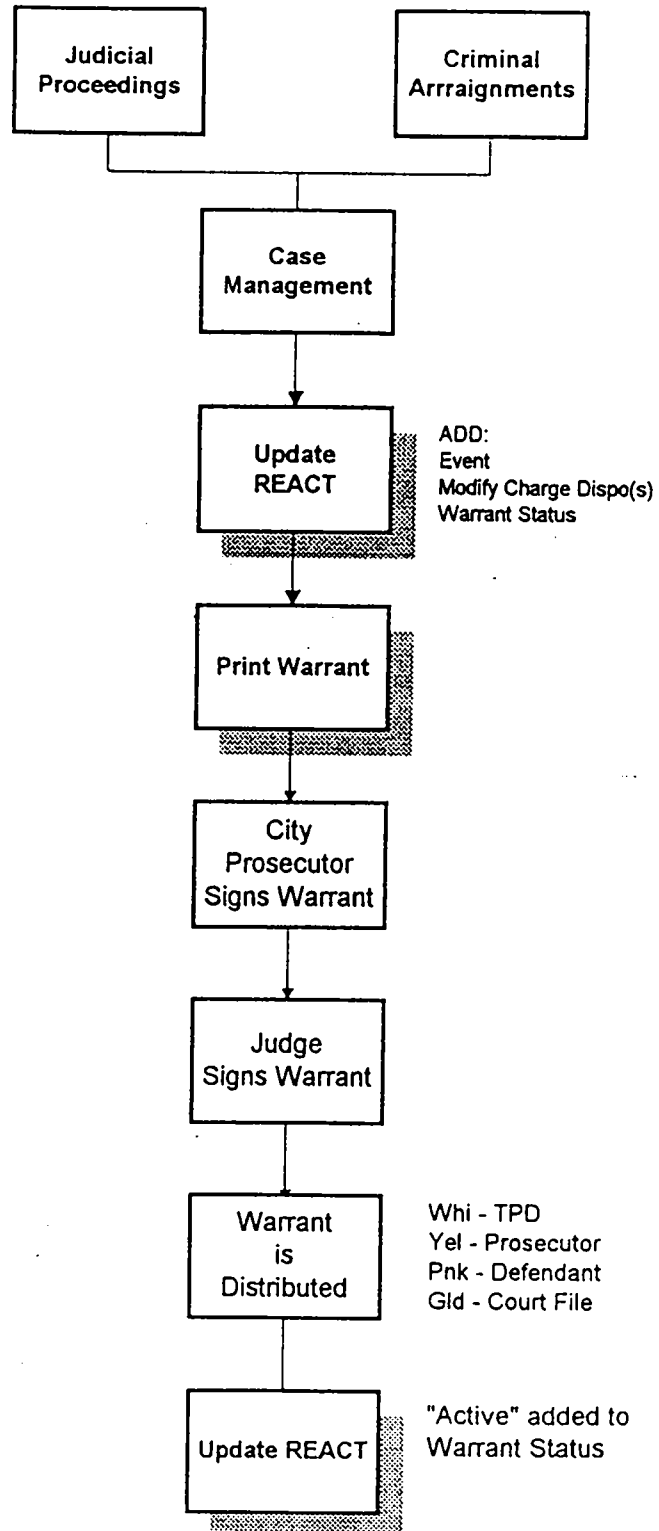 Judicial
Proceedings
Criminal
Arrraignments
Case
Management
Update
REACT
ADD:
Event
Modify Charge Dispo(s)
Warrant Status
Print Warrant
City
Prosecutor
Signs Warrant
Judge
Signs Warrant
Warrant
is
Distributed
Whi - TPD
Yel - Prosecutor
Pnk - Defendant
Gld - Court File
Update REACT
"Active" added to
Warrant Status